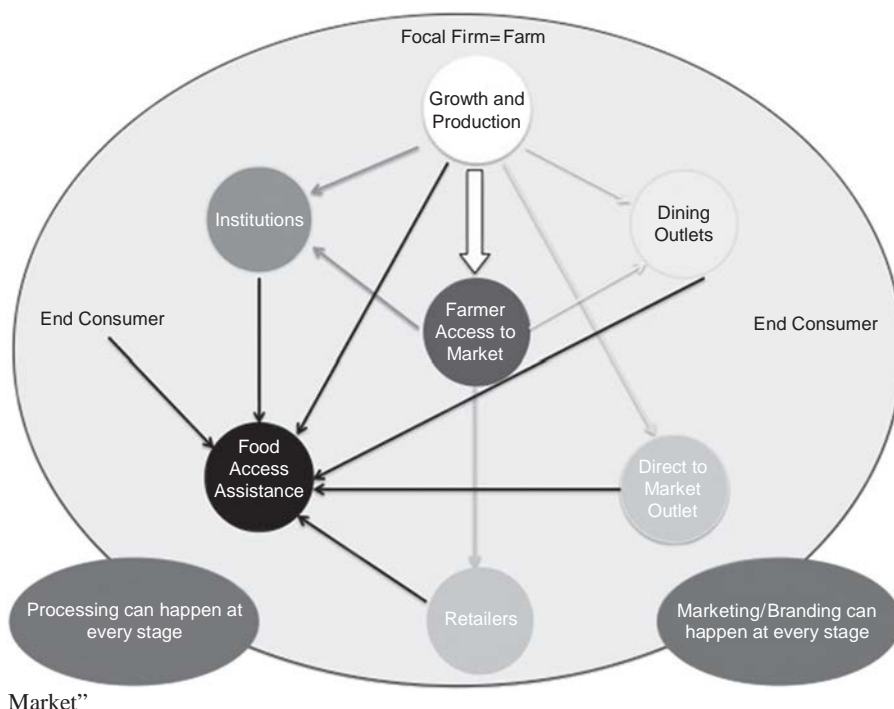 Focal Firm=Farm
Growth and
Production
Institutions
Dining
Outlets
End Consumer
Farmer
Access to
Market
End Consumer
Food
Access
Assistance
Direct to
Market
Outlet
Processing can happen at
every stage
Retailers
Marketing/Branding can
happen at every stage
Market”